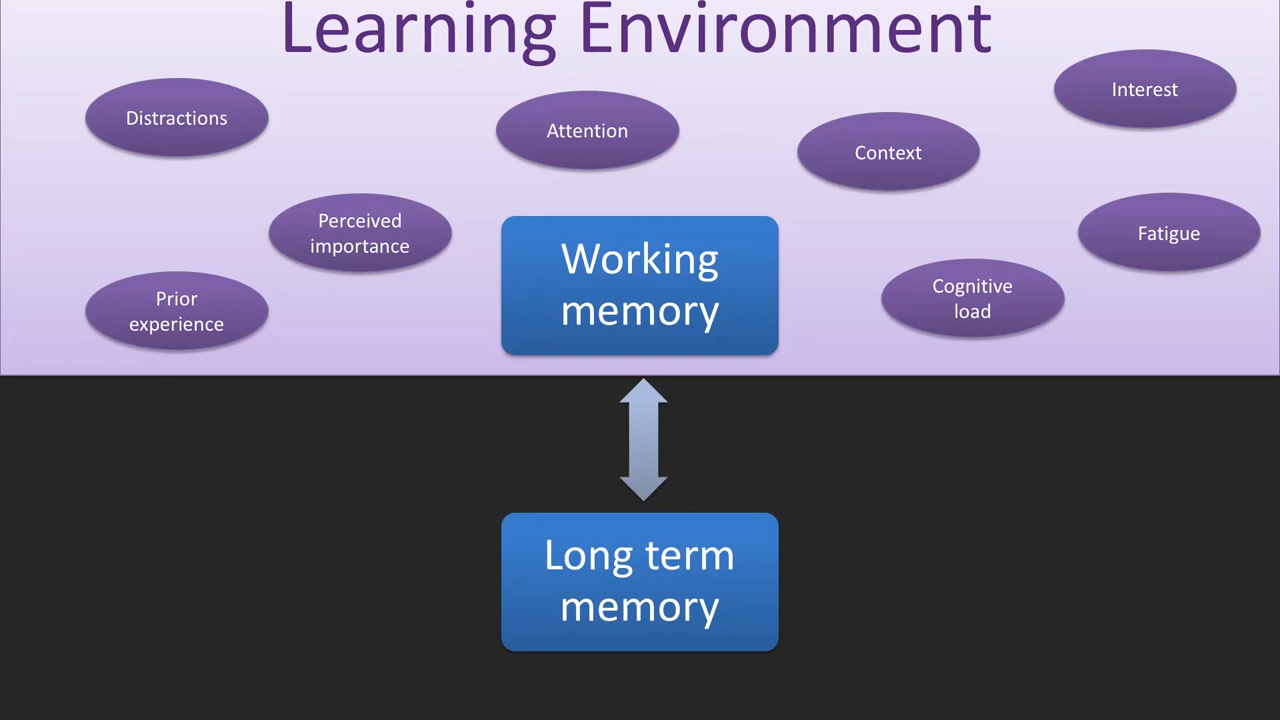 Learning Environment
Interest
Distractions
Attention
Context
Perceived
importance
Fatigue
Working
memory
Cognitive
load
Prior
experience
Long term
memory